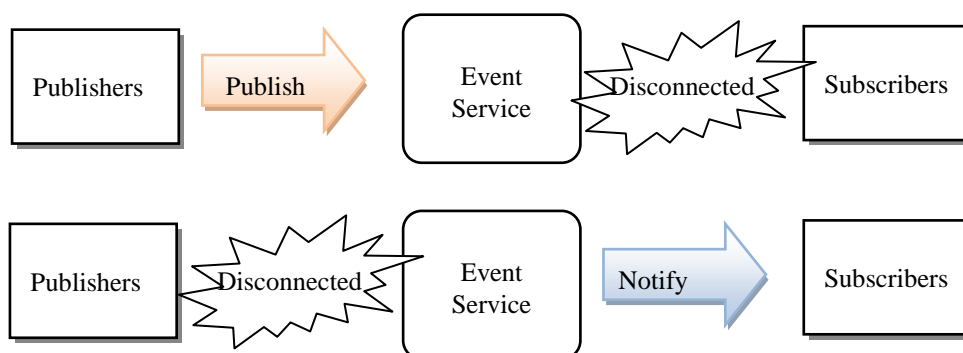 Publishers
Publish
Event
Service
Disconnected
Subscribers
Publishers
Disconnected
Event
Service
Notify
Subscribers